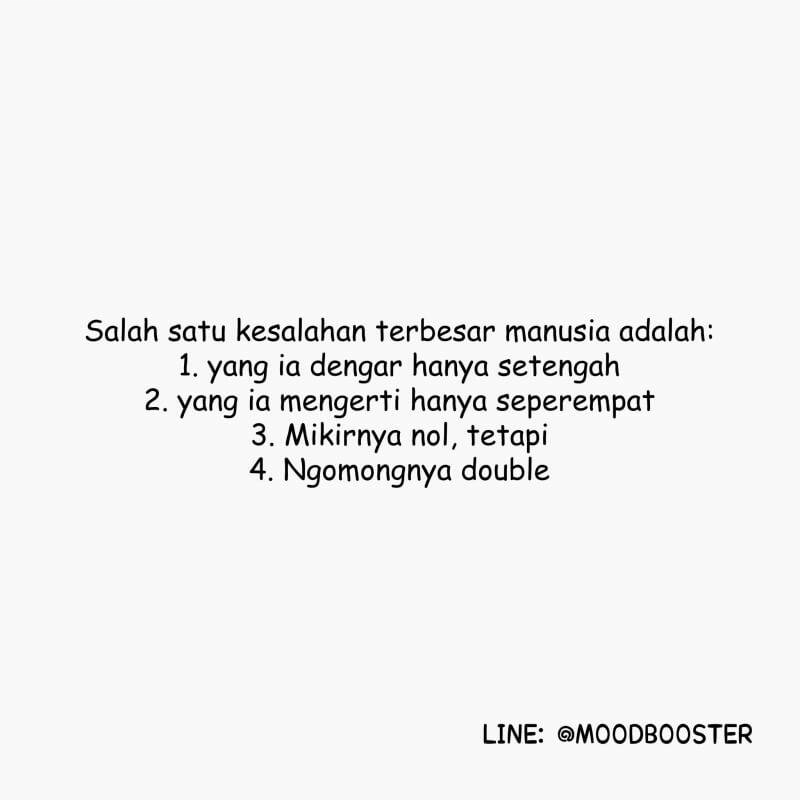 Salah satu kesalahan terbesar manusia adalah:
1. yang ia dengar hanya setengah
2. yang ia mengerti hanya seperempat
3. Mikirnya nol, tetapi
4. Ngomongnya double
LINE: @MOODBOOSTER